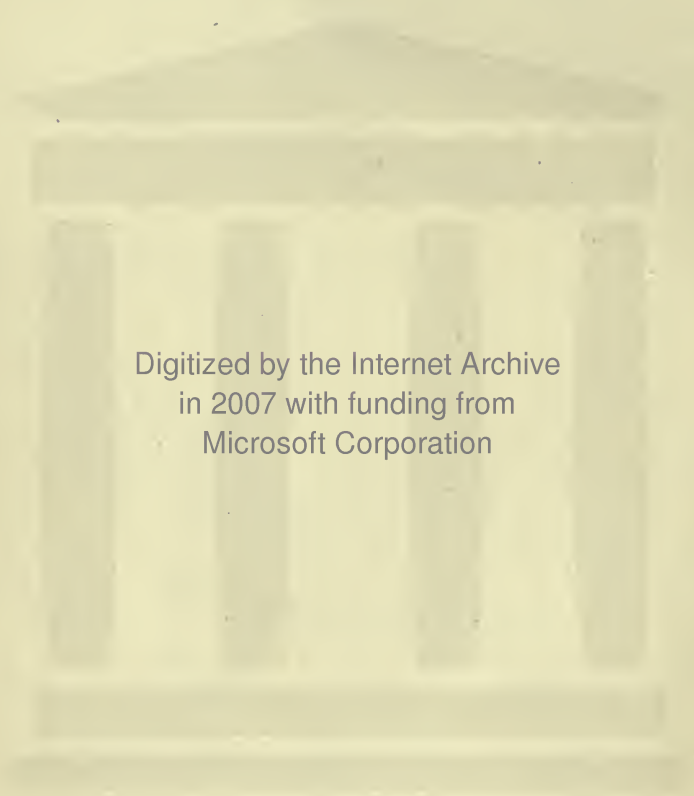 Digitized by the Internet Archive
in 2007 with funding from
Microsoft Corporation